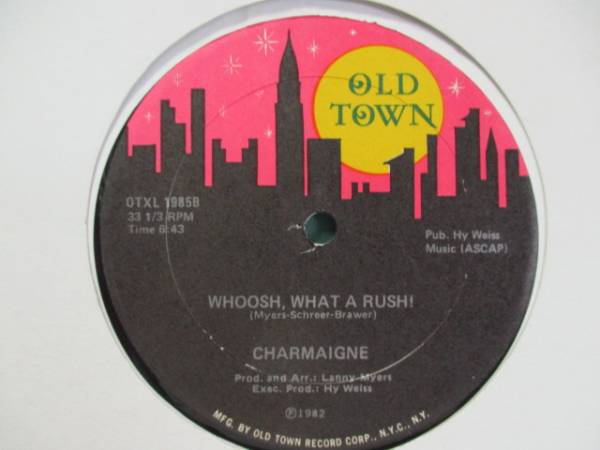 OLD
TOWN
OTXL 1985B
33 1/3 RPM
Time 6:43
Pub. Hy Weiss
Music (ASCAP)
WHOOSH, WHAT A RUSH!
(Myers-Schreer-Brawer)
CHARMAIGNE
Prod. and Arr.: Lanny Myers
Exec. Prod.: Hy Weiss
℗1982
MFG. BY OLD TOWN RECORD CORP., N.Y.C., N.Y.